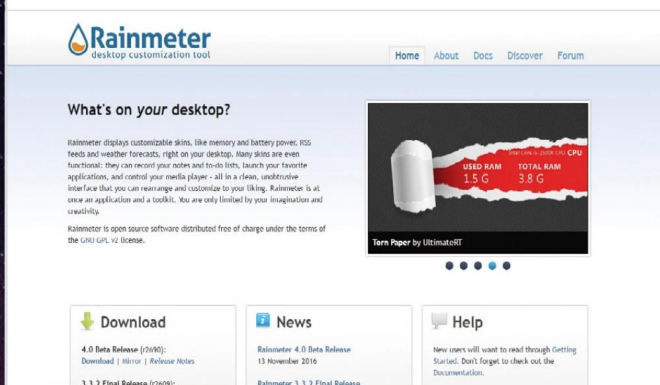 Rainmeter
desktop customization tool
Home About Docs Discover Forum
What's on your desktop?
Rainmeter displays customizable skins, like memory and battery power, RSS
feeds and weather forecasts, right on your desktop. Many skins are even
functional: they can record your notes and to-do lists, launch your favorite
applications, and control your media player - all in a clean, unobtrusive
interface that you can rearrange and customize to your liking. Rainmeter is at
once an application and a toolkit. You are only limited by your imagination and
creativity.
Rainmeter is open source software distributed free of charge under the terms of
the GNU GPL v2 license.
CPU
USED RAM TOTAL RAM
1.5 G 3.8 G
Torn Paper by UltimateRT
Download
4.0 Beta Release (r2690):
Download | Mirror | Release Notes
3.3.2 Final Release (r2609):
News
Rainmeter 4.0 Beta Release
13 November 2016
Rainmeter 3.3.2 Final Release
Help
New users will want to read through Getting
Started. Don't forget to check out the
Documentation.